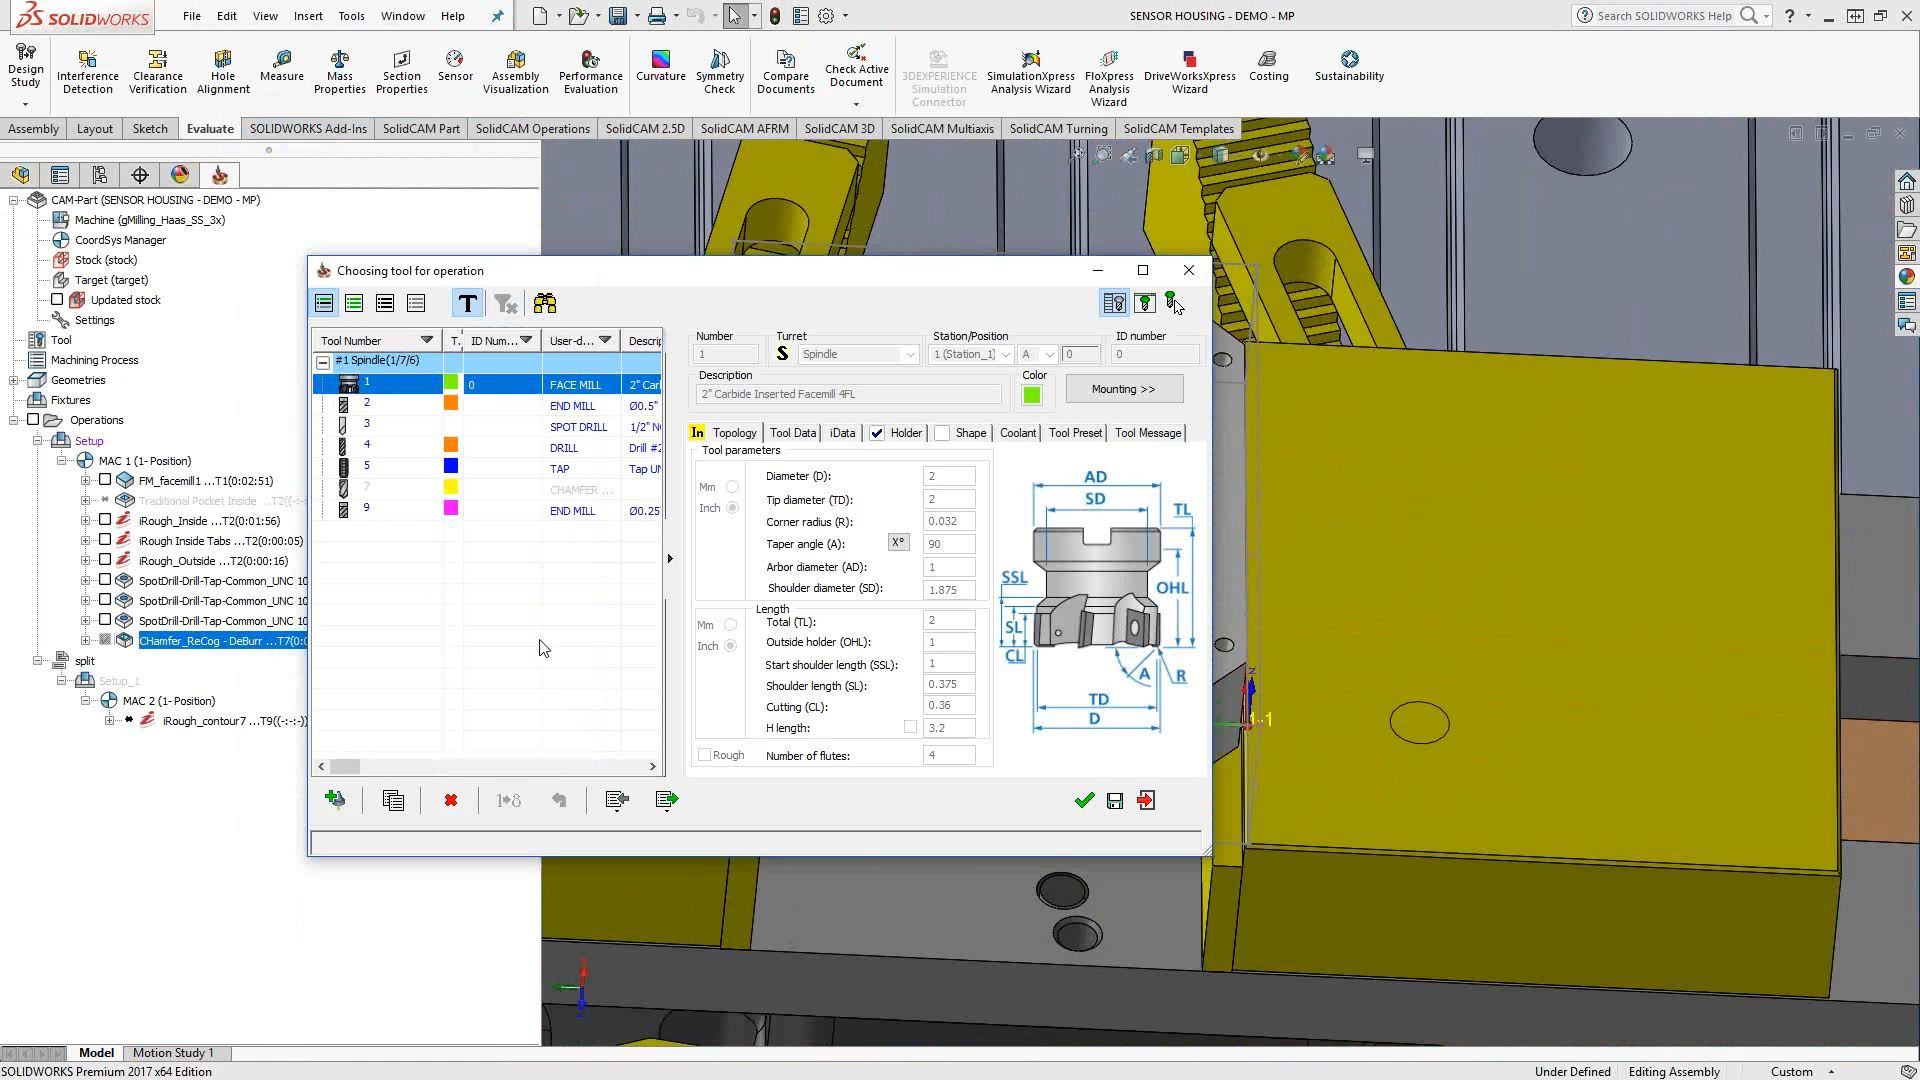 SOLIDWORKS
File Edit View Insert Tools Window Help
SENSOR HOUSING - DEMO - MP
Search SOLIDWORKS Help
Design Study
Interference Detection
Clearance Verification
Hole Alignment
Measure
Mass Properties
Section Properties
Sensor
Assembly Visualization
Performance Evaluation
Curvature
Symmetry Check
Compare Documents
Check Active Document
3DEXPERIENCE Simulation Connector
SimulationXpress Analysis Wizard
FloXpress Analysis Wizard
DriveWorksXpress Wizard
Costing
Sustainability
Assembly Layout Sketch Evaluate SOLIDWORKS Add-Ins SolidCAM Part SolidCAM Operations SolidCAM 2.5D SolidCAM AFRM SolidCAM 3D SolidCAM Multiaxis SolidCAM Turning SolidCAM Templates
CAM-Part (SENSOR HOUSING - DEMO - MP)
Machine (gMilling_Haas_SS_3x)
CoordSys Manager
Stock (stock)
Target (target)
Updated stock
Settings
Tool
Machining Process
Geometries
Fixtures
Operations
Setup
MAC 1 (1- Position)
FM_facemill1 ...T1(0:02:51)
Traditional Pocket Inside ...T2((-:
iRough_Inside ...T2(0:01:56)
iRough Inside Tabs ...T2(0:00:05)
iRough_Outside ...T2(0:00:16)
SpotDrill-Drill-Tap-Common_UNC 10
SpotDrill-Drill-Tap-Common_UNC 10
SpotDrill-Drill-Tap-Common_UNC 10
CHamfer_ReCog - DeBurr ...T7(0:0
split
Setup_1
MAC 2 (1- Position)
iRough_contour7 ...T9((-:-:-))
Choosing tool for operation
T
Tool Number T. ID Num... User-d... Descrip
#1 Spindle(1/7/6)
1 0 FACE MILL 2" Carl
2 END MILL Ø0.5"
3 SPOT DRILL 1/2" N
4 DRILL Drill #2
5 TAP Tap UN
7 CHAMFER ...
9 END MILL Ø0.25
Number Turret Station/Position ID number
1 S Spindle 1 (Station_1) A 0 0
Description Color
2" Carbide Inserted Facemill 4FL
Mounting >>
In Topology Tool Data iData Holder Shape Coolant Tool Preset Tool Message
Tool parameters
Mm
Inch
Diameter (D): 2
Tip diameter (TD): 2
Corner radius (R): 0.032
Taper angle (A): X° 90
Arbor diameter (AD): 1
Shoulder diameter (SD): 1.875
Length
Mm
Inch
Total (TL): 2
Outside holder (OHL): 1
Start shoulder length (SSL): 1
Shoulder length (SL): 0.375
Cutting (CL): 0.36
H length: 3.2
Rough Number of flutes: 4
AD
SD
TL
SSL
OHL
SL
CL
A
R
TD
D
1-1
Model Motion Study 1
SOLIDWORKS Premium 2017 x64 Edition
Under Defined Editing Assembly Custom